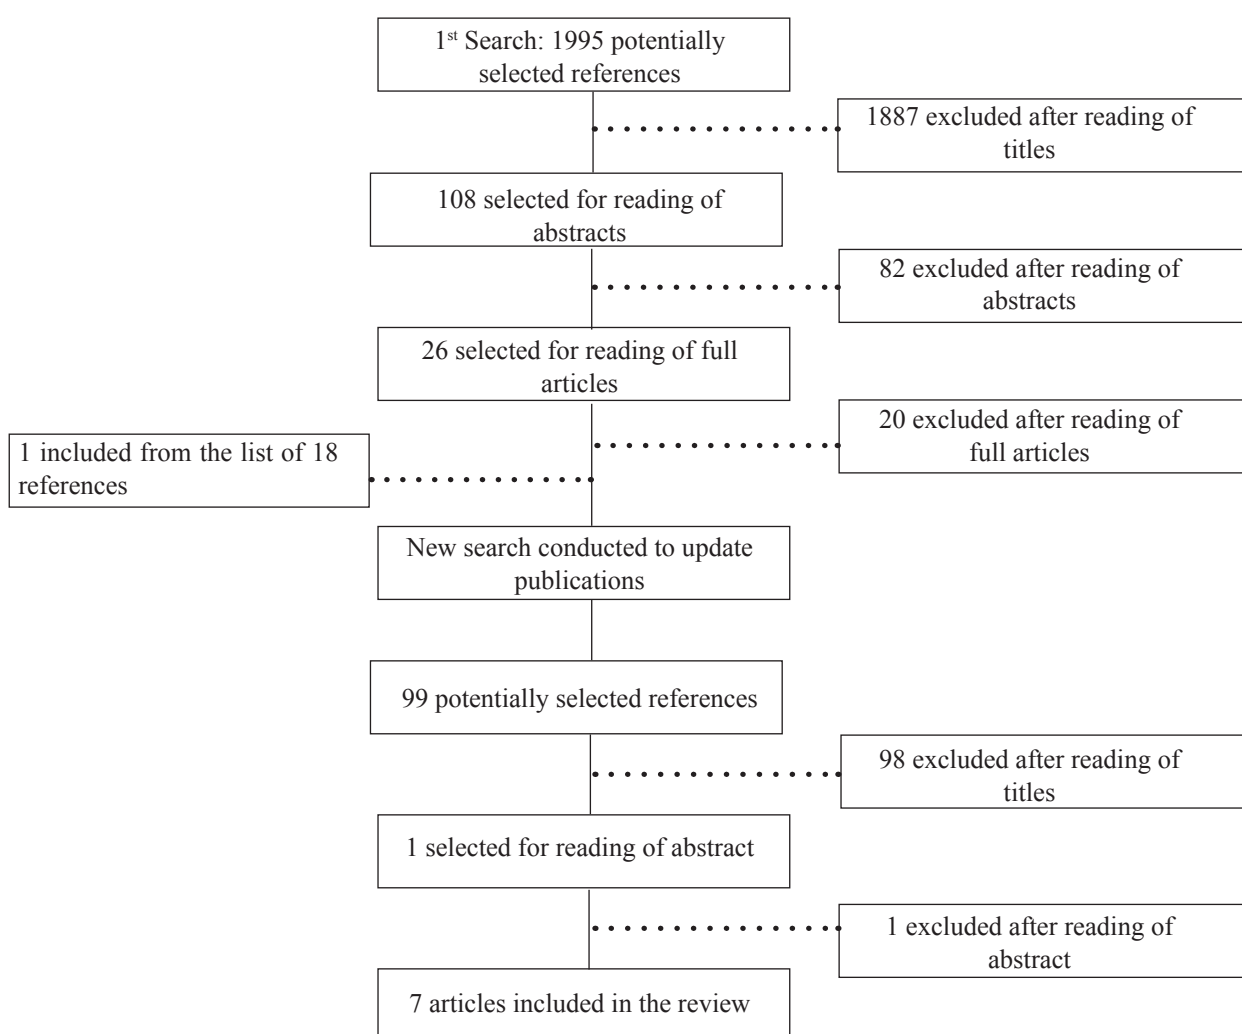 1st Search: 1995 potentially
selected references
1887 excluded after reading of
titles
108 selected for reading of
abstracts
82 excluded after reading of
abstracts
26 selected for reading of full
articles
20 excluded after reading of
full articles
1 included from the list of 18
references
New search conducted to update
publications
99 potentially selected references
98 excluded after reading of
titles
1 selected for reading of abstract
1 excluded after reading of
abstract
7 articles included in the review